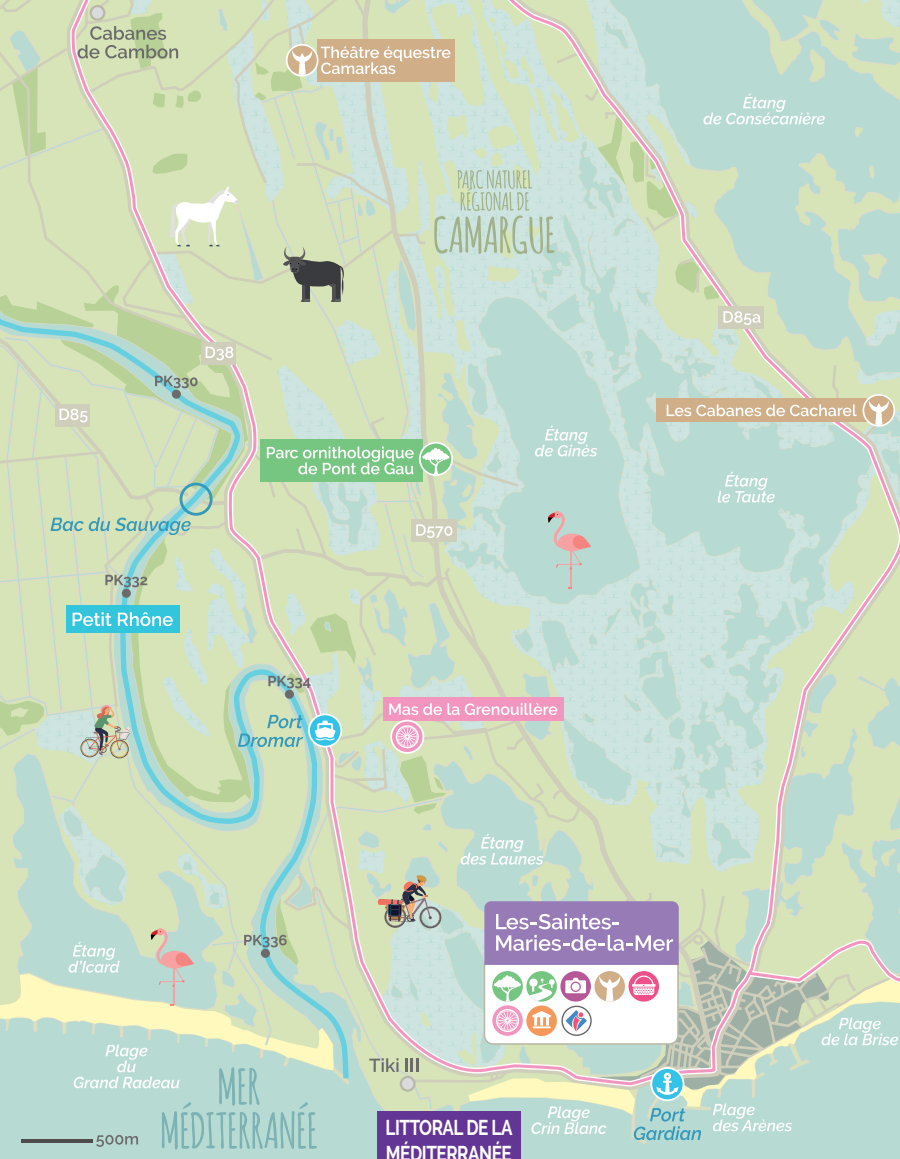 Cabanes
de Cambon
Théâtre équestre
Camarkas
Étang
de Consécanière
PARC NATUREL
RÉGIONAL DE
CAMARGUE
D85a
D38
PK330
D85
Les Cabanes de Cacharel
Parc ornithologique
de Pont de Gau
Étang
de Ginès
Étang
le Taute
Bac du Sauvage
D570
PK332
Petit Rhône
PK334
Mas de la Grenouillère
Port
Dromar
Étang
des Launes
Les-Saintes-
Maries-de-la-Mer
PK336
Étang
d'Icard
Plage
de la Brise
Plage
du
Grand Radeau
Tiki III
MER
MÉDITERRANÉE
Plage
Crin Blanc
Port
Gardian
Plage
des Arènes
LITTORAL DE LA
MÉDITERRANÉE
500m